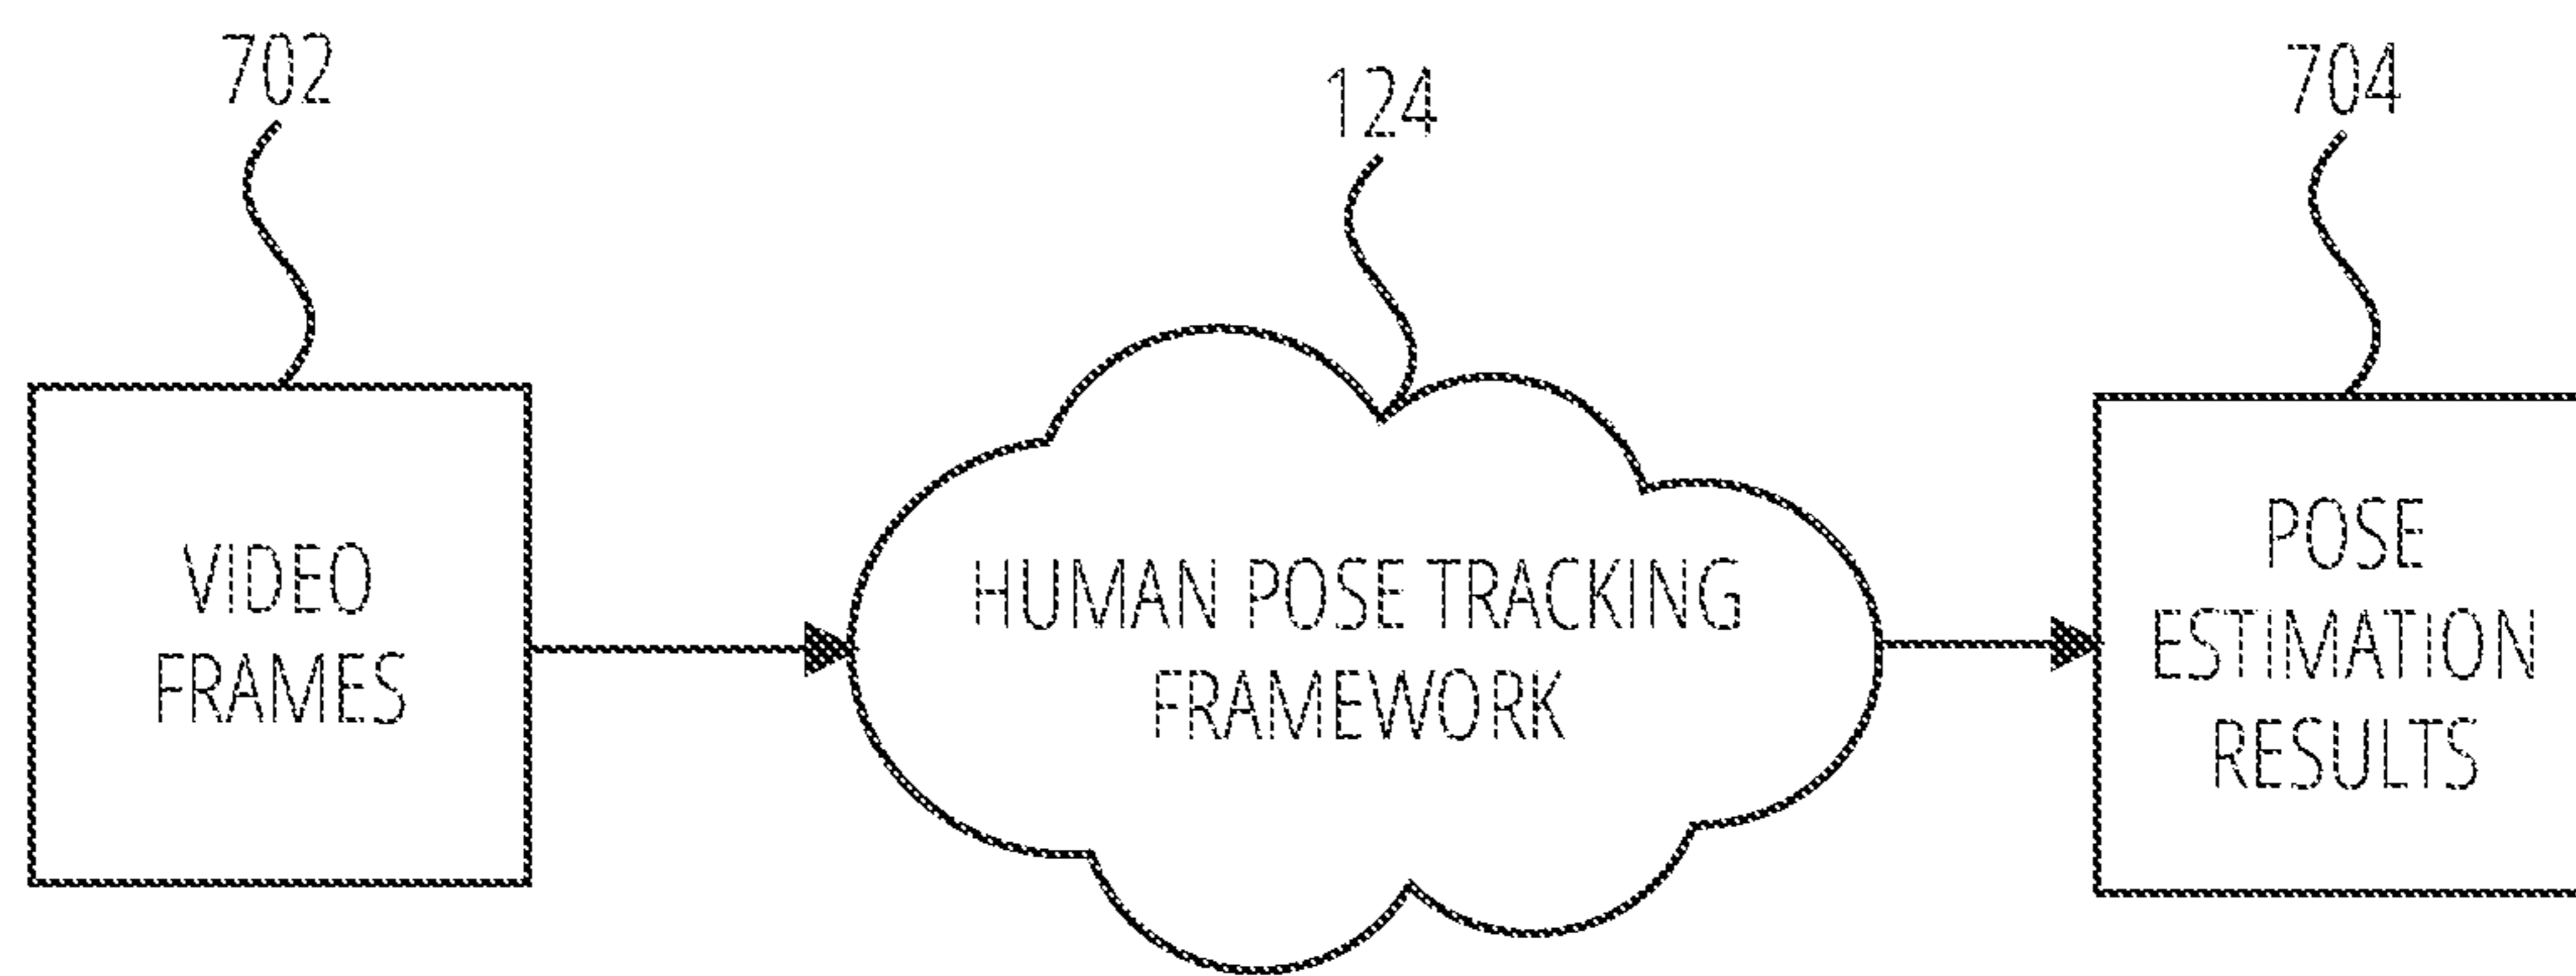 702
124
704
VIDEO
FRAMES
HUMAN POSE TRACKING
FRAMEWORK
POSE
ESTIMATION
RESULTS